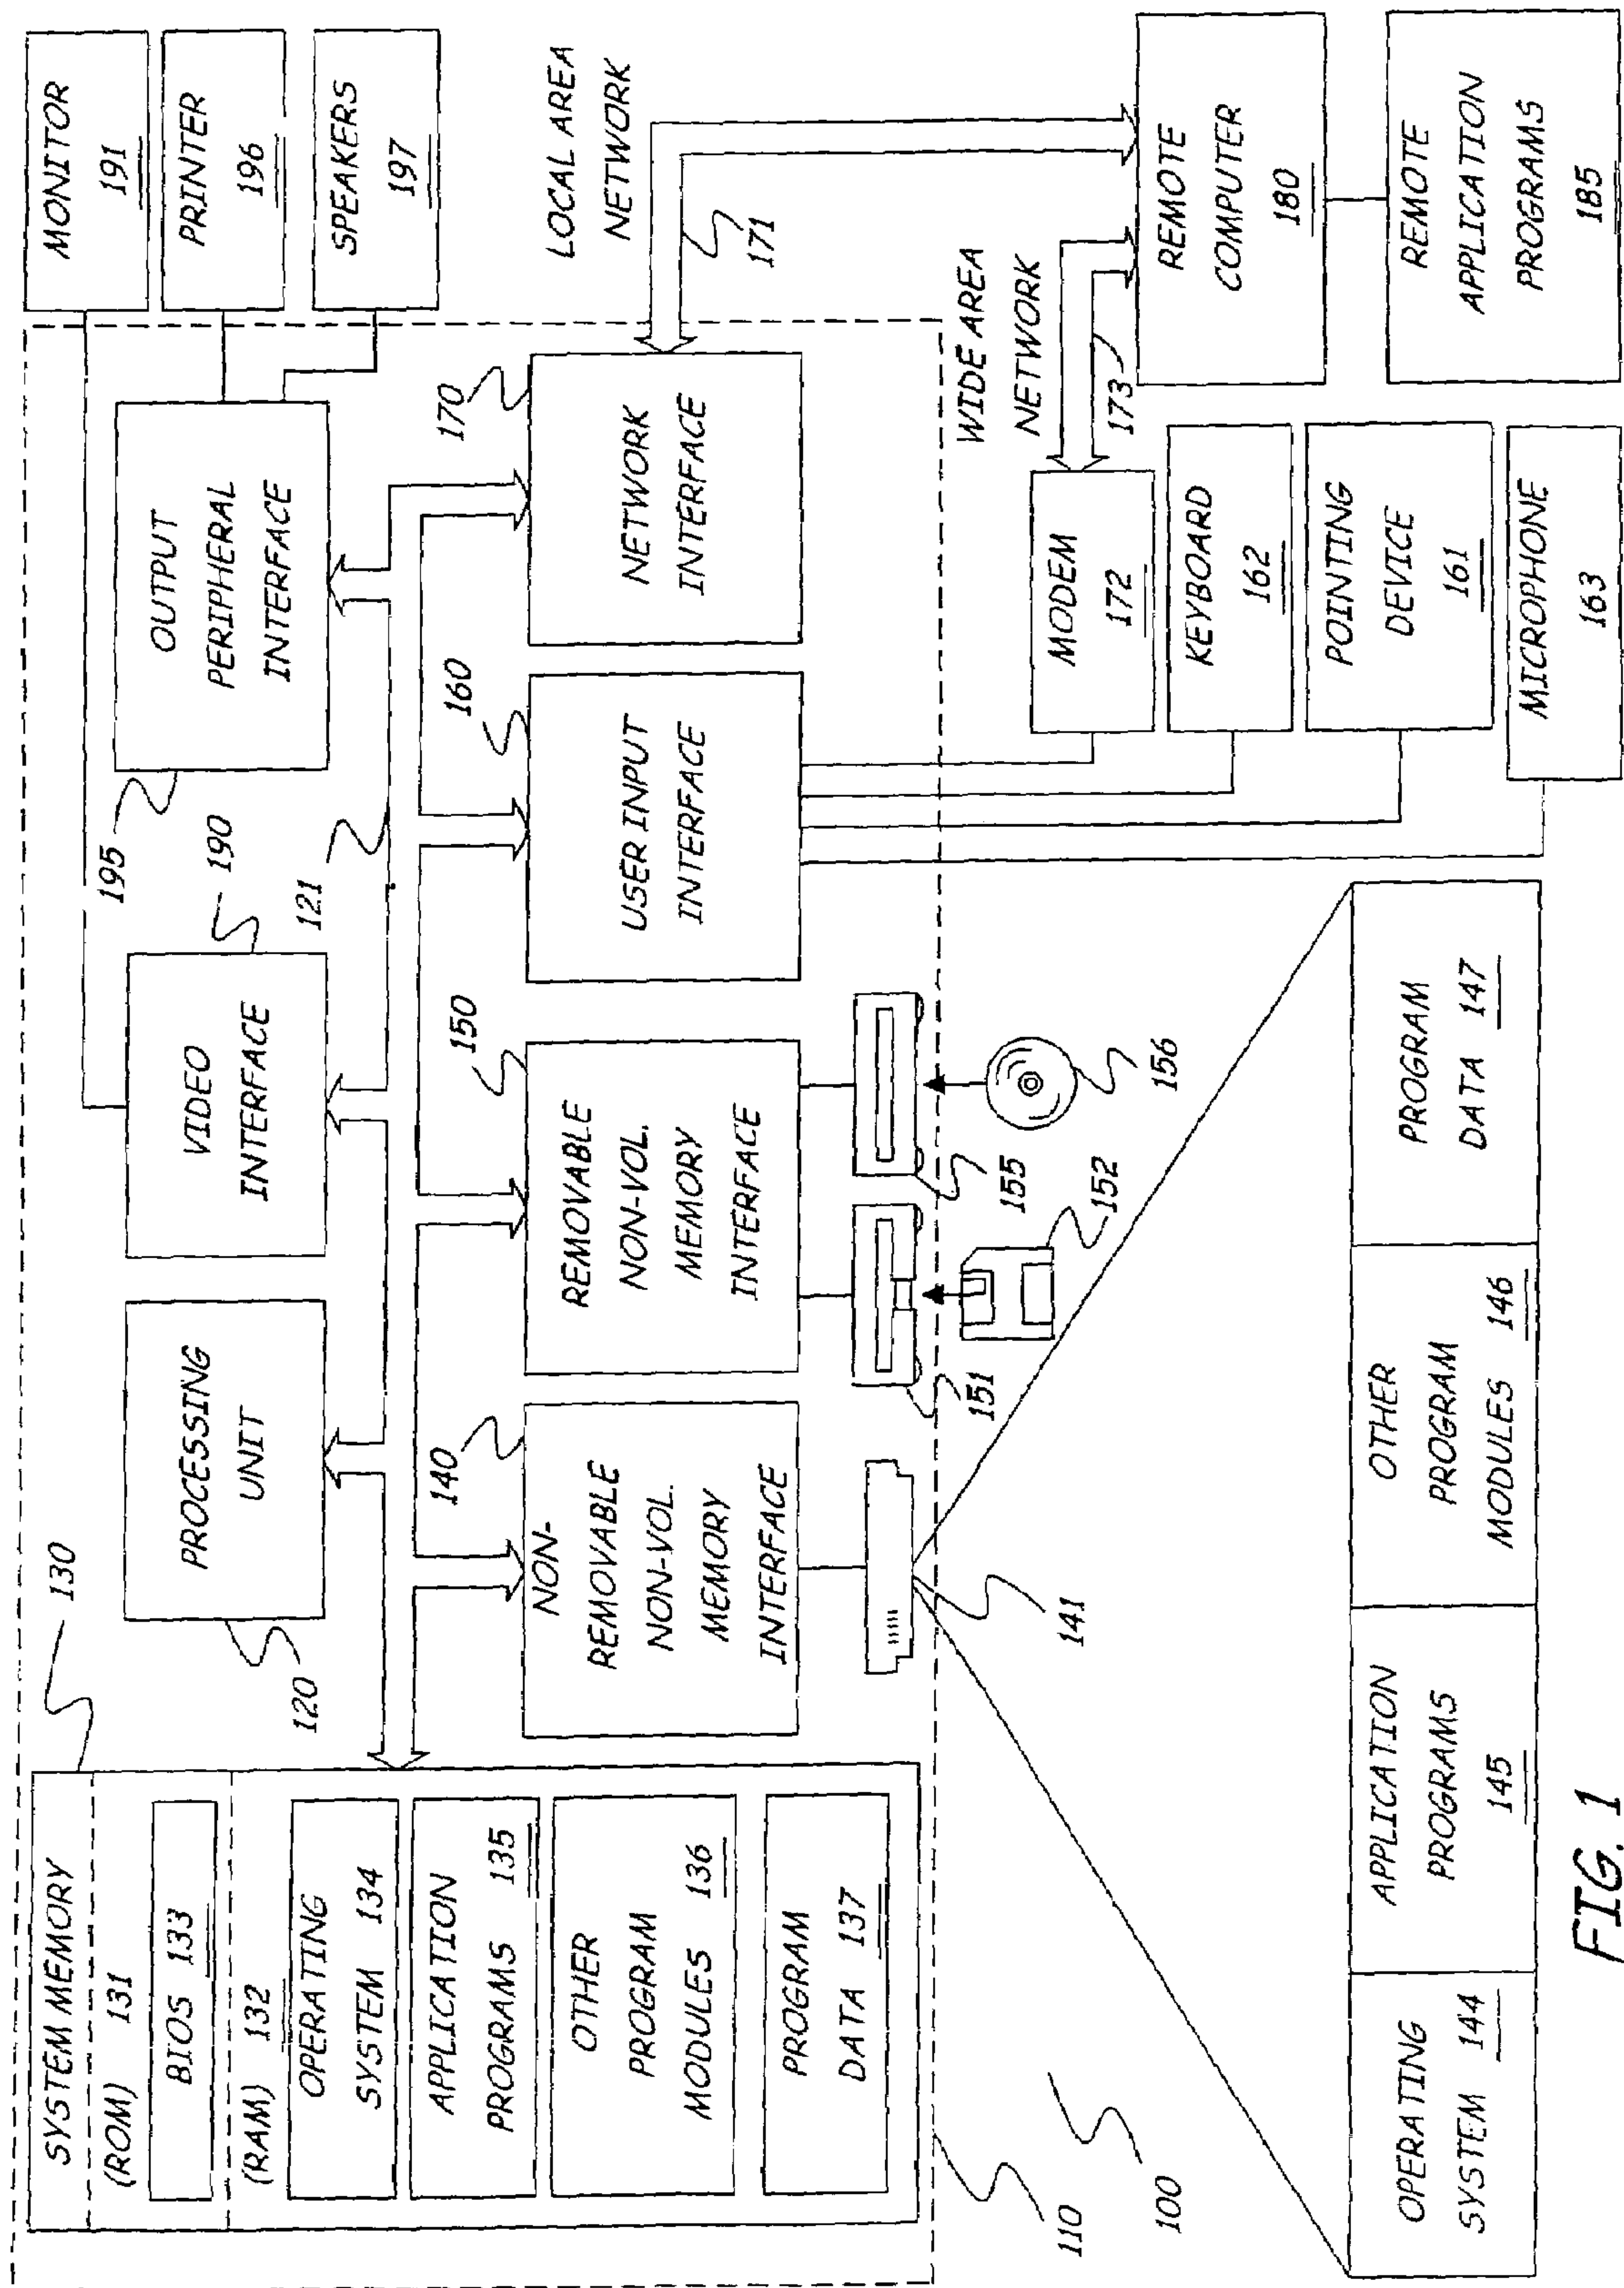 SYSTEM MEMORY
(ROM) 131
BIOS 133
(RAM) 132
OPERATING
SYSTEM 134
APPLICATION
PROGRAMS 135
OTHER
PROGRAM
MODULES 136
PROGRAM
DATA 137
130
PROCESSING
UNIT
120
VIDEO
INTERFACE
190
121
OUTPUT
PERIPHERAL
INTERFACE
195
MONITOR
191
PRINTER
196
SPEAKERS
197
NON-
REMOVABLE
NON-VOL.
MEMORY
INTERFACE
140
REMOVABLE
NON-VOL.
MEMORY
INTERFACE
150
USER INPUT
INTERFACE
160
NETWORK
INTERFACE
170
LOCAL AREA
NETWORK
171
141
151
152
155
156
WIDE AREA
NETWORK
173
MODEM
172
KEYBOARD
162
POINTING
DEVICE
161
MICROPHONE
163
REMOTE
COMPUTER
180
REMOTE
APPLICATION
PROGRAMS
185
110
100
OPERATING
SYSTEM 144
APPLICATION
PROGRAMS
145
OTHER
PROGRAM
MODULES 146
PROGRAM
DATA 147
FIG. 1